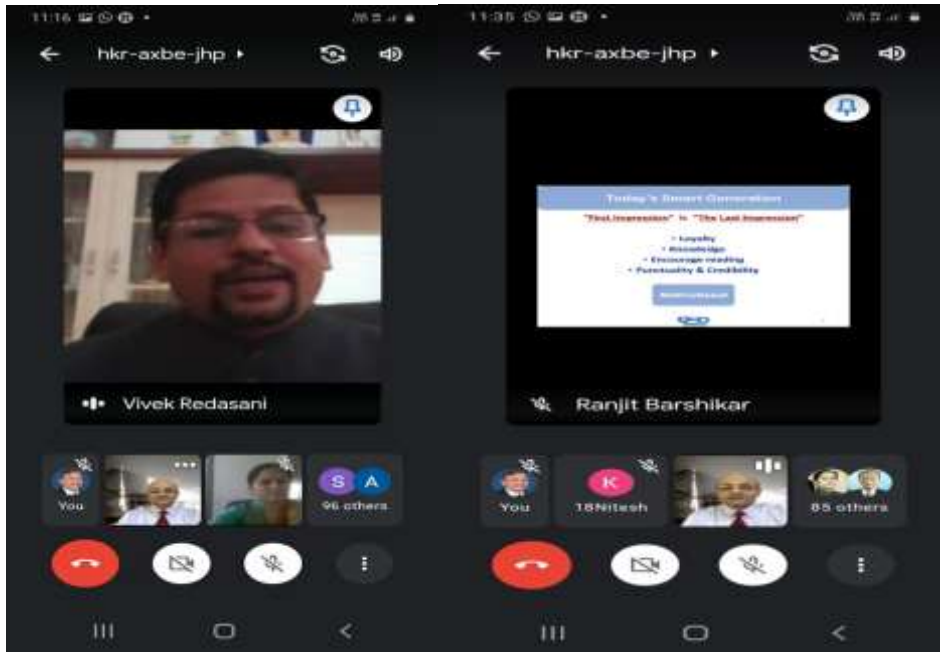 11:16
hkr-axbe-jhp
Vivek Redasani
You
S A
96 others
11:35
hkr-axbe-jhp
Today's Smart Generation
"First Impression" is "The Last Impression"
• Loyalty
• Knowledge
• Encourage reading
• Punctuality & Credibility
Ranjit Barshikar
You
K
18Nitesh
85 others